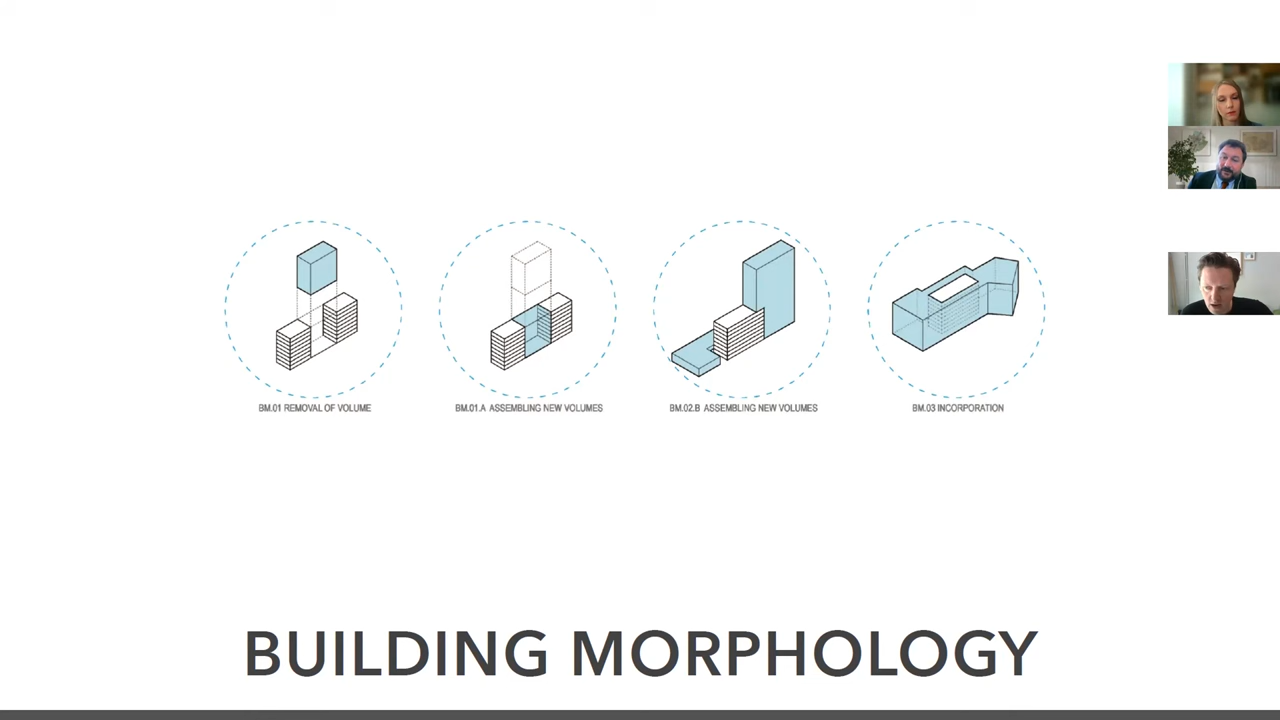 BM.01 REMOVAL OF VOLUME
BM.01.A ASSEMBLING NEW VOLUMES
BM.02.B ASSEMBLING NEW VOLUMES
BM.03 INCORPORATION
BUILDING MORPHOLOGY